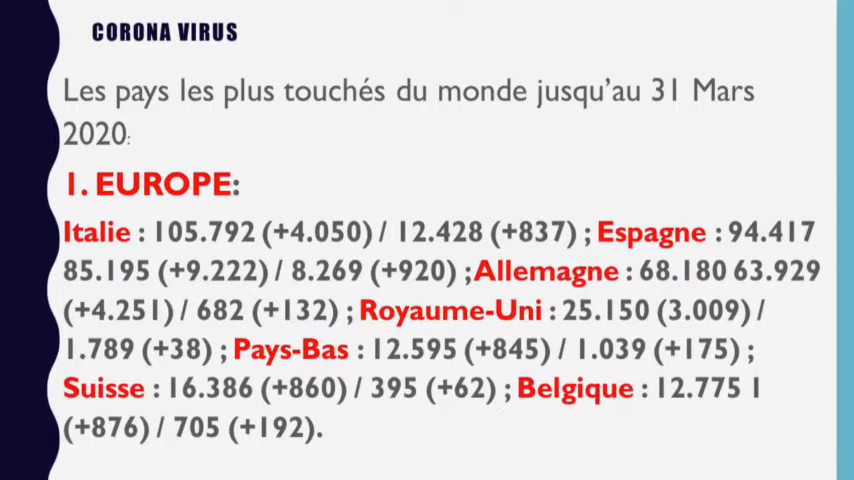 CORONA VIRUS
Les pays les plus touchés du monde jusqu'au 31 Mars
2020:
1. EUROPE:
Italie : 105.792 (+4.050) / 12.428 (+837) ; Espagne : 94.417
85.195 (+9.222) / 8.269 (+920) ; Allemagne : 68.180 63.929
(+4.251) / 682 (+132) ; Royaume-Uni : 25.150 (3.009) /
1.789 (+38) ; Pays-Bas : 12.595 (+845) / 1.039 (+175) ;
Suisse : 16.386 (+860) / 395 (+62) ; Belgique : 12.775 1
(+876) / 705 (+192).